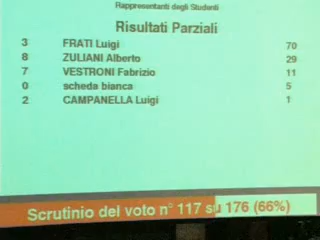 Rappresentanti degli Studenti
Risultati Parziali
3 FRATI Luigi 70
8 ZULIANI Alberto 29
7 VESTRONI Fabrizio 11
0 scheda bianca 5
2 CAMPANELLA Luigi 1
Scrutinio del voto n° 117 su 176 (66%)